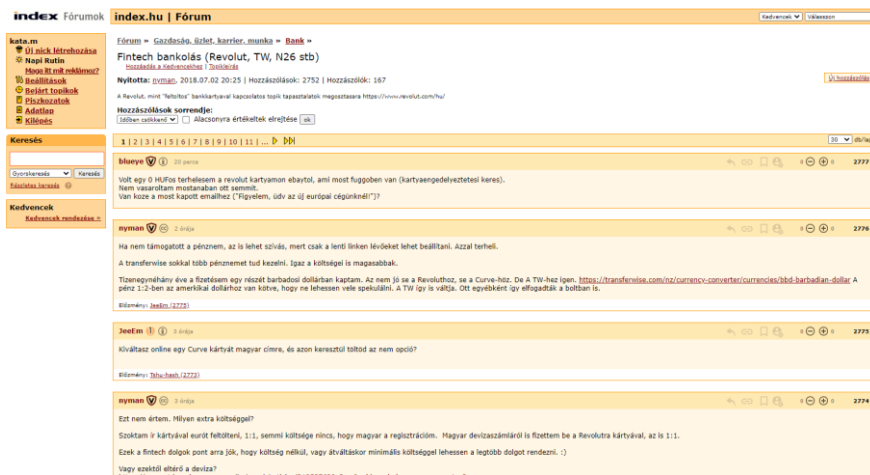 index Fórumok
index.hu | Fórum
Kedvencek
Válasszon
kata.m
Új nick létrehozása
Napi Rutin
Maga itt mit reklámoz?
Beállítások
Bejárt topikok
Piszkozatok
Adatlap
Kilépés
Keresés
Gyorskeresés
Keresés
Részletes keresés
Kedvencek
Kedvencek rendezése »
Fórum » Gazdaság, üzlet, karrier, munka » Bank »
Fintech bankolás (Revolut, TW, N26 stb)
Hozzáadás a Kedvencekhez | Topikleírás
Nyitotta: nyman, 2018.07.02 20:25 | Hozzászólások: 2752 | Hozzászólók: 167
Új hozzászólás
A Revolut, mint "feltoltos" bankkartyaval kapcsolatos topik tapasztalatok megosztasara https://www.revolut.com/hu/
Hozzászólások sorrendje:
Időben csökkenő
Alacsonyra értékeltek elrejtése
ok
1 | 2 | 3 | 4 | 5 | 6 | 7 | 8 | 9 | 10 | 11 | ...
30 db/lap
blueye 20 perce 0 0 2777
Volt egy 0 HUFos terhelesem a revolut kartyamon ebaytol, ami most fuggoben van (kartyaengedelyeztetesi keres).
Nem vasaroltam mostanaban ott semmit.
Van koze a most kapott emailhez ("Figyelem, üdv az új európai cégünknél!")?
nyman 2 órája 0 0 2776
Ha nem támogatott a pénznem, az is lehet szívás, mert csak a lenti linken lévőeket lehet beállítani. Azzal terheli.
A transferwise sokkal több pénznemet tud kezelni. Igaz a költségei is magasabbak.
Tizenegynéhány éve a fizetésem egy részét barbadosi dollárban kaptam. Az nem jó se a Revoluthoz, se a Curve-höz. De A TW-hez igen. https://transferwise.com/nz/currency-converter/currencies/bbd-barbadian-dollar A
pénz 1:2-ben az amerikai dollárhoz van kötve, hogy ne lehessen vele spekulálni. A TW így is váltja. Ott egyébként így elfogadták a boltban is.
Előzmény: JeeEm (2775)
JeeEm 3 órája 0 0 2775
Kiváltasz online egy Curve kártyát magyar címre, és azon keresztül töltöd az nem opció?
Előzmény: Tshu-hash (2773)
nyman 3 órája 0 0 2774
Ezt nem értem. Milyen extra költséggel?
Szoktam ír kártyával eurót feltölteni, 1:1, semmi költsége nincs, hogy magyar a regisztrációm. Magyar devizaszámláról is fizettem be a Revolutra kártyával, az is 1:1.
Ezek a fintech dolgok pont arra jók, hogy költség nélkül, vagy átváltáskor minimális költséggel lehessen a legtöbb dolgot rendezni. :)
Vagy ezektől eltérő a deviza?